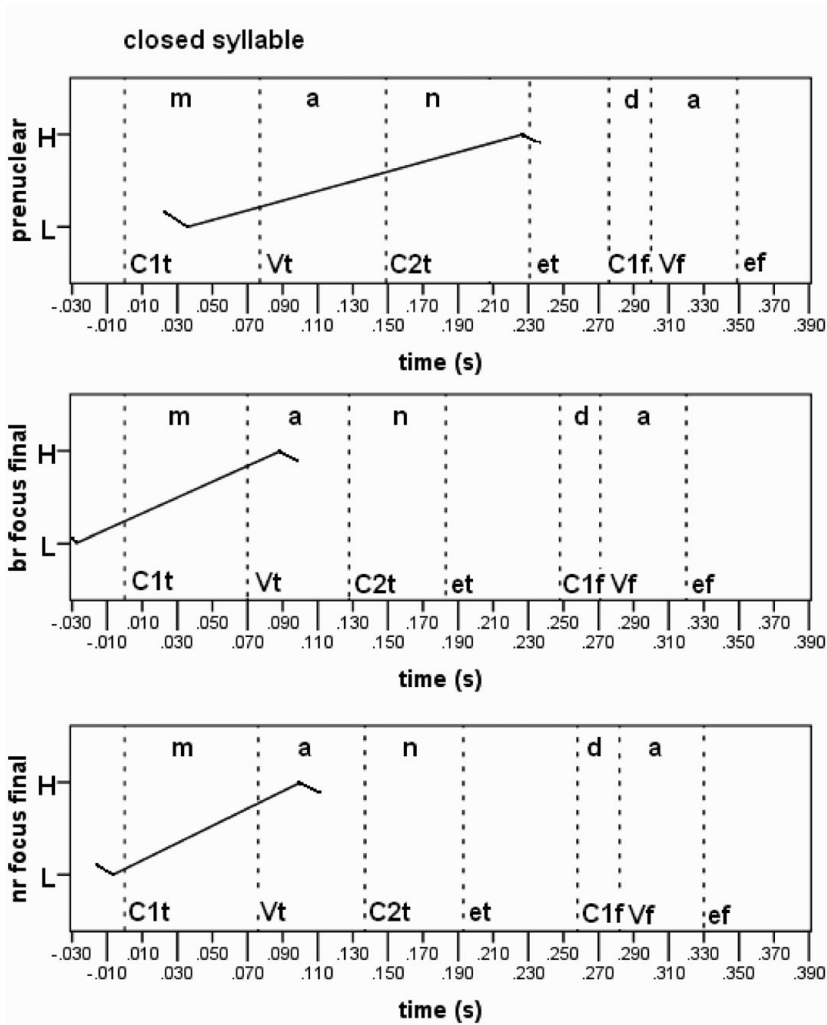 closed syllable
prenuclear
H
L
m a n d a
C1t Vt C2t et C1f Vf ef
-.030 .030 .070 .110 .150 .190 .230 .270 .310 .350 .390
-.010 .010 .050 .090 .130 .170 .210 .250 .290 .330 .370
time (s)
br focus final
H
L
m a n d a
C1t Vt C2t et C1f Vf ef
-.030 .010 .050 .090 .130 .170 .210 .250 .290 .330 .370
-.010 .030 .070 .110 .150 .190 .230 .270 .310 .350 .390
time (s)
nr focus final
H
L
m a n d a
C1t Vt C2t et C1f Vf ef
-.030 .010 .050 .090 .130 .170 .210 .250 .290 .330 .370
-.010 .030 .070 .110 .150 .190 .230 .270 .310 .350 .390
time (s)